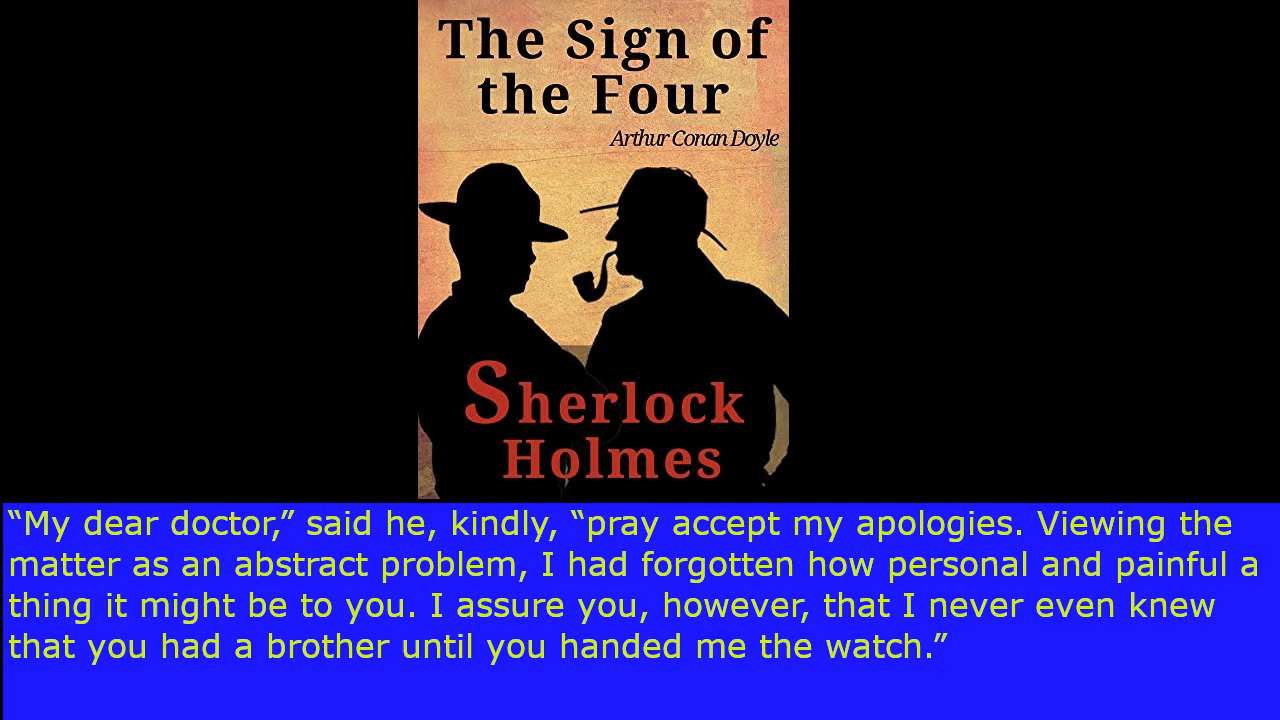 The Sign of
the Four
Arthur Conan Doyle
Sherlock
Holmes
“My dear doctor,” said he, kindly, “pray accept my apologies. Viewing the
matter as an abstract problem, I had forgotten how personal and painful a
thing it might be to you. I assure you, however, that I never even knew
that you had a brother until you handed me the watch.”